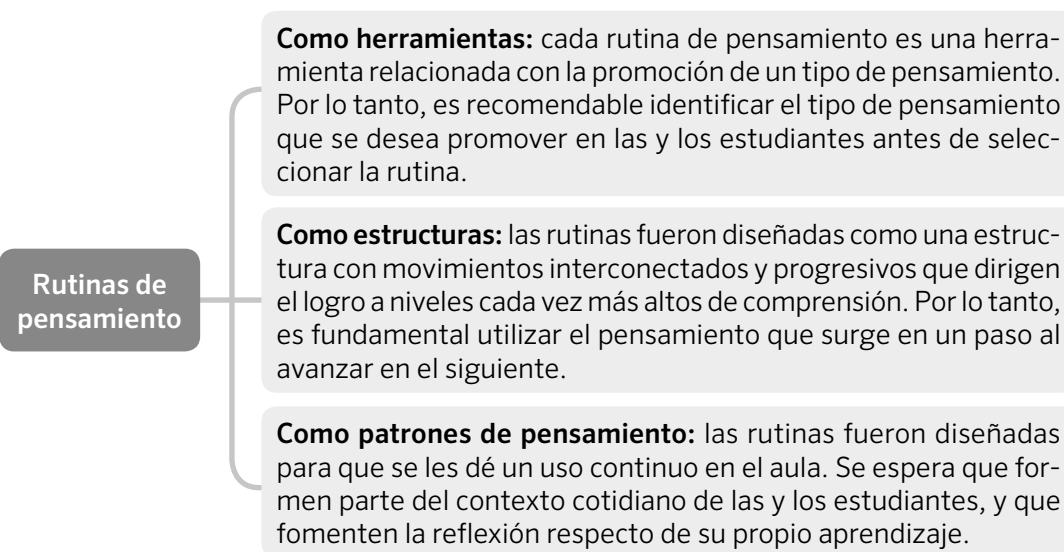 Como herramientas: cada rutina de pensamiento es una herra-
mienta relacionada con la promoción de un tipo de pensamiento.
Por lo tanto, es recomendable identificar el tipo de pensamiento
que se desea promover en las y los estudiantes antes de selec-
cionar la rutina.
Rutinas de
pensamiento
Como estructuras: las rutinas fueron diseñadas como una estruc-
tura con movimientos interconectados y progresivos que dirigen
el logro a niveles cada vez más altos de comprensión. Por lo tanto,
es fundamental utilizar el pensamiento que surge en un paso al
avanzar en el siguiente.
Como patrones de pensamiento: las rutinas fueron diseñadas
para que se les dé un uso continuo en el aula. Se espera que for-
men parte del contexto cotidiano de las y los estudiantes, y que
fomenten la reflexión respecto de su propio aprendizaje.